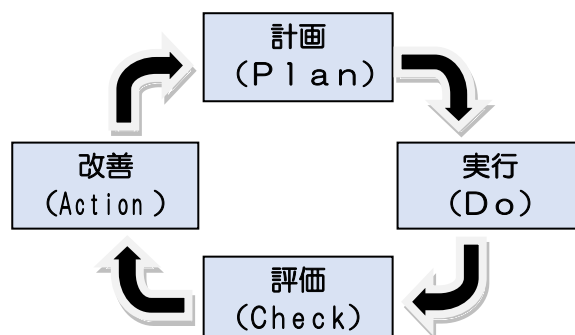 計画
（Ｐｌａｎ）
実行
（Ｄｏ）
評価
(Check)
改善
(Action )